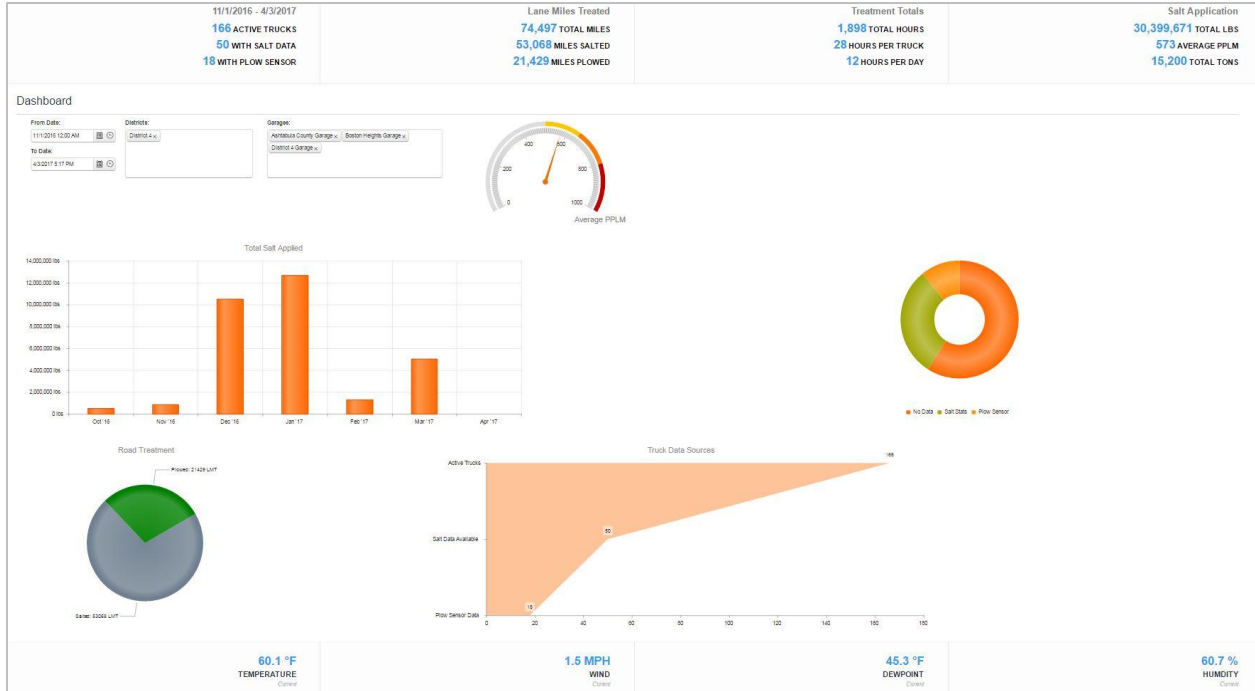 11/1/2016 - 4/3/2017
166 ACTIVE TRUCKS
50 WITH SALT DATA
18 WITH PLOW SENSOR
Lane Miles Treated
74,497 TOTAL MILES
53,068 MILES SALTED
21,429 MILES PLOWED
Treatment Totals
1,898 TOTAL HOURS
28 HOURS PER TRUCK
12 HOURS PER DAY
Salt Application
30,399,671 TOTAL LBS
573 AVERAGE PPLM
15,200 TOTAL TONS
Dashboard
From Date:
11/1/2016 12:00 AM
To Date:
4/3/2017 5:17 PM
Districts:
District 4 x
Garages:
Ashtabula County Garage x Boston Heights Garage x
District 4 Garage x
0
200
400
600
800
1000
Average PPLM
Total Salt Applied
14,000,000 lbs
12,000,000 lbs
10,000,000 lbs
8,000,000 lbs
6,000,000 lbs
4,000,000 lbs
2,000,000 lbs
0 lbs
Oct '16 Nov '16 Dec '16 Jan '17 Feb '17 Mar '17 Apr '17
No Data Salt Stats Plow Sensor
Road Treatment
Plowed: 21429 LMT
Salted: 53068 LMT
Truck Data Sources
Active Trucks
166
Salt Data Available
50
Plow Sensor Data
18
0 20 40 60 80 100 120 140 160 180
60.1 °F
TEMPERATURE
Current
1.5 MPH
WIND
Current
45.3 °F
DEWPOINT
Current
60.7 %
HUMDITY
Current